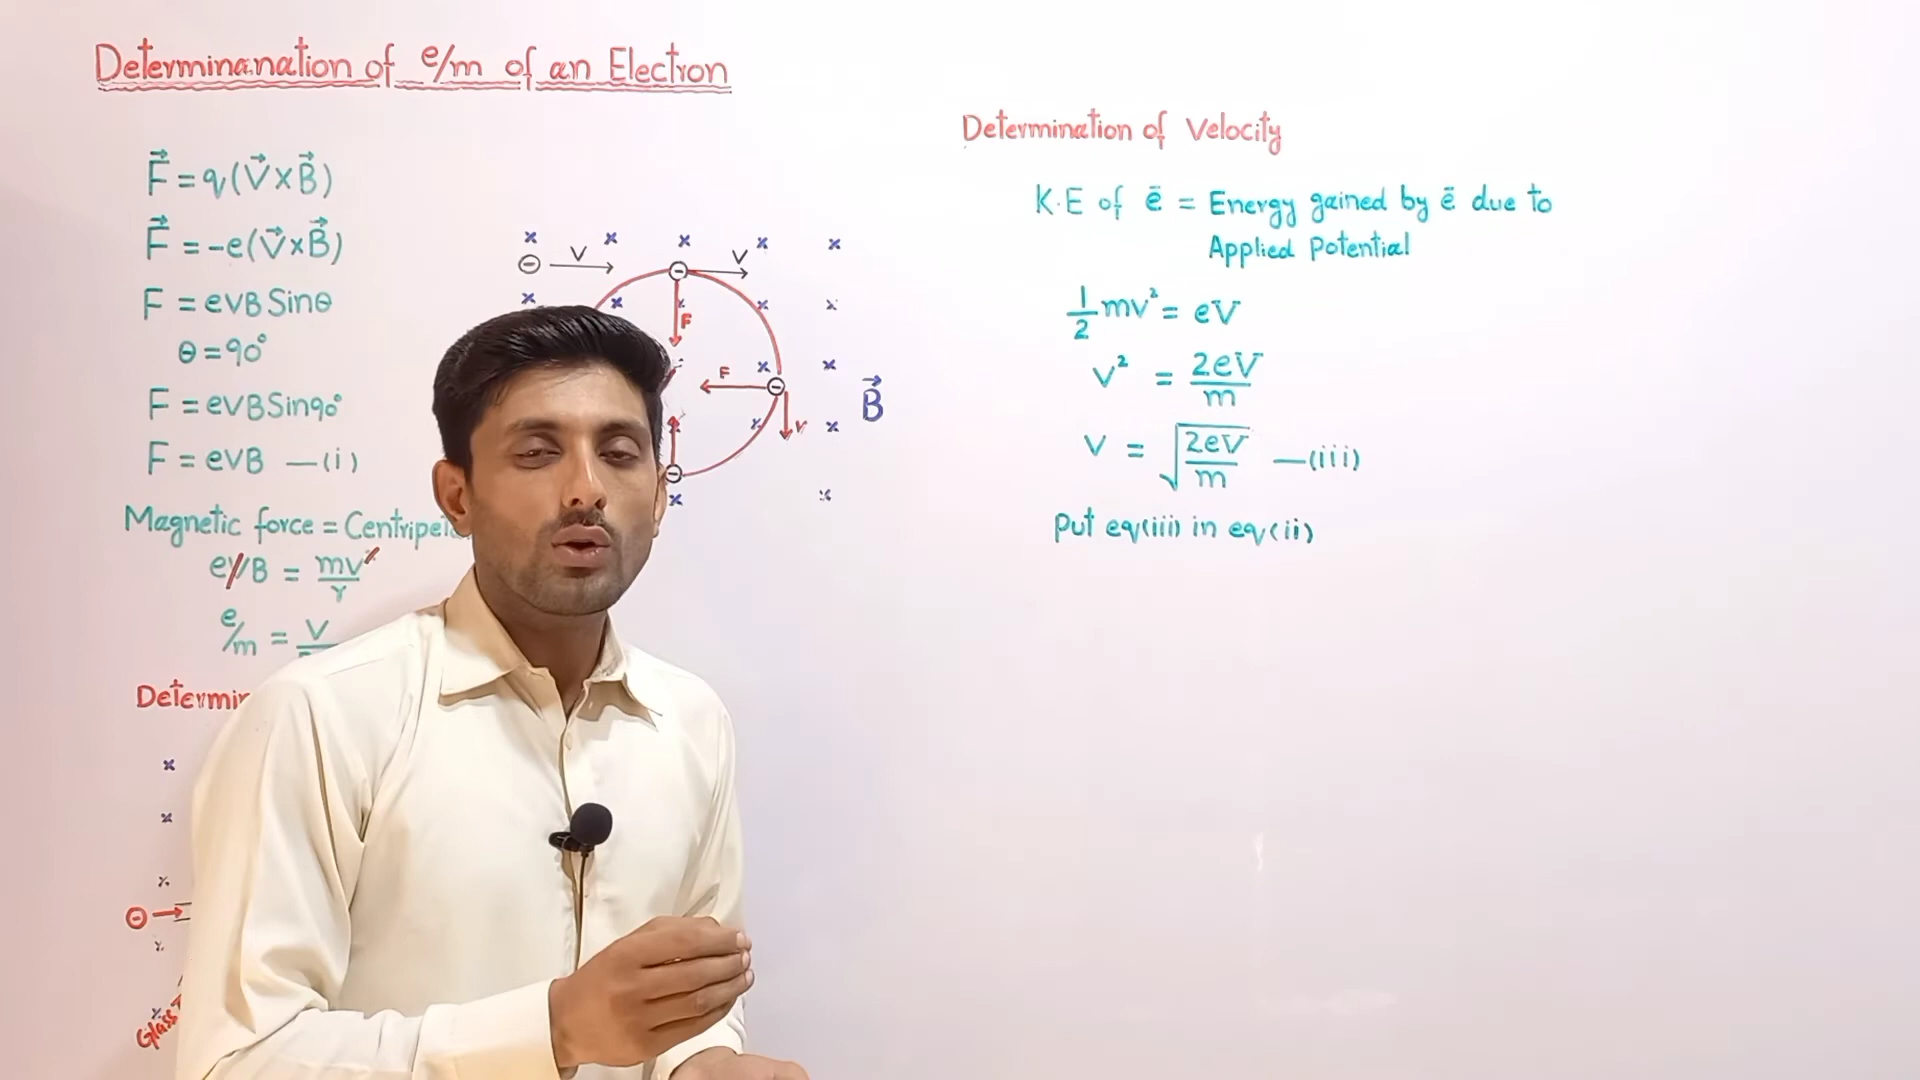 Determinanation of e/m of an Electron
F⃗ = q(V⃗×B⃗)
F⃗ = -e(V⃗×B⃗)
F = evB Sinθ
θ = 90°
F = evB Sin90°
F = evB —(i)
Magnetic force =
evB = mv²/r
e/m = v
⊖ V
⊖ V
F
F ⊖
V
⊖
B⃗
⊖
Glass
Determination of Velocity
K.E of ē = Energy gained by ē due to
Applied Potential
1/2 mv² = eV
v² = 2eV/m
v = √(2eV/m) —(iii)
Put eq(iii) in eq(ii)